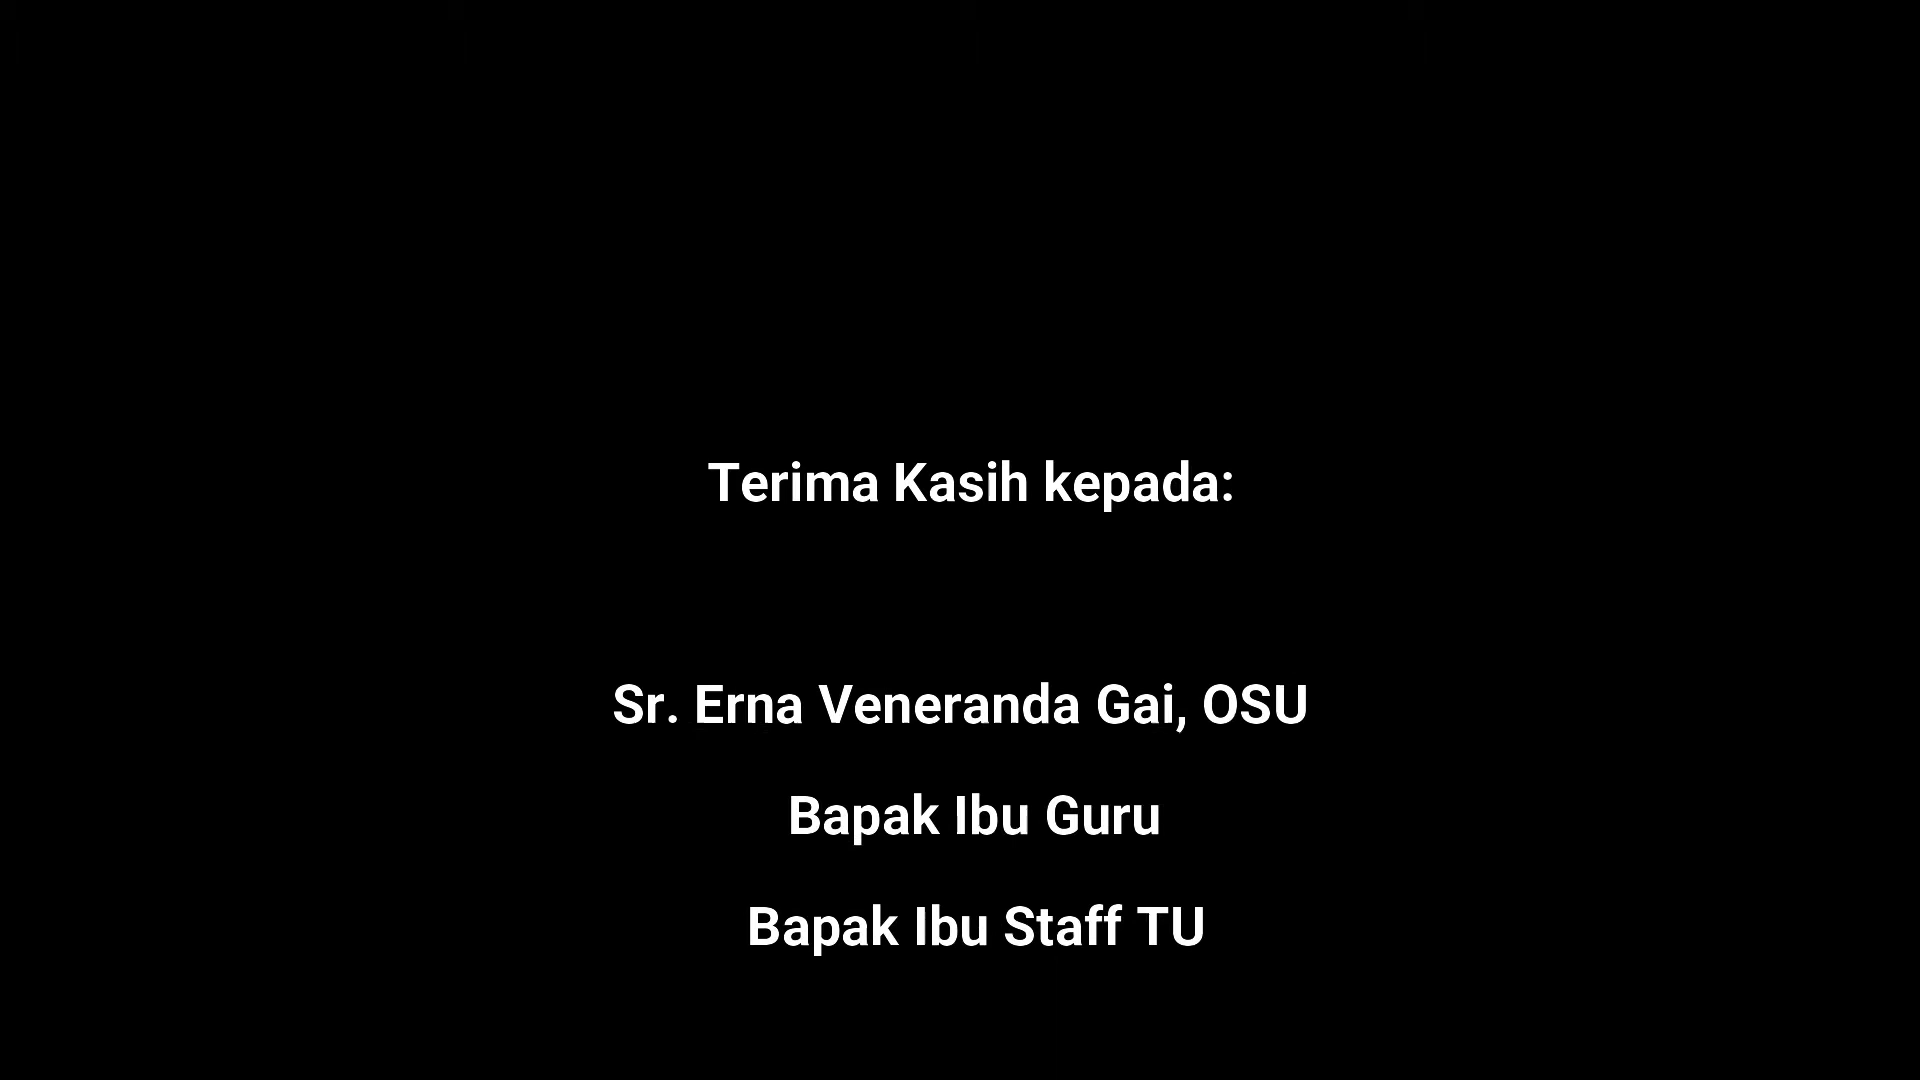 Terima Kasih kepada:
Sr. Erna Veneranda Gai, OSU
Bapak Ibu Guru
Bapak Ibu Staff TU